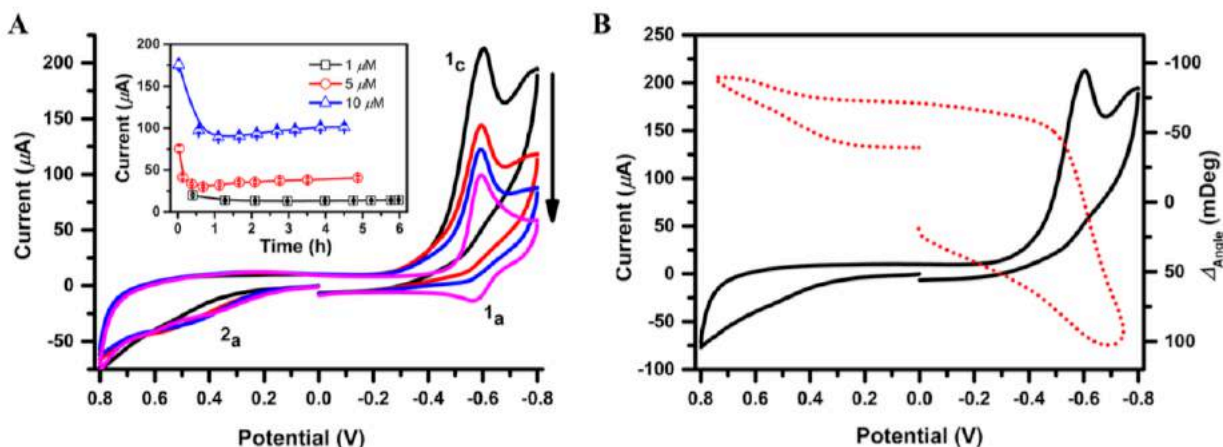 A
1c
200
150
100
50
0
Current (μA)
1 μM
5 μM
10 μM
0 1 2 3 4 5 6
Time (h)
200
150
100
50
0
-50
Current (μA)
2a
1a
0.8 0.6 0.4 0.2 0.0 -0.2 -0.4 -0.6 -0.8
Potential (V)
B
250
200
150
100
50
0
-50
-100
Current (μA)
-100
-50
0
50
100
ΔAngle (mDeg)
0.8 0.6 0.4 0.2 0.0 -0.2 -0.4 -0.6 -0.8
Potential (V)